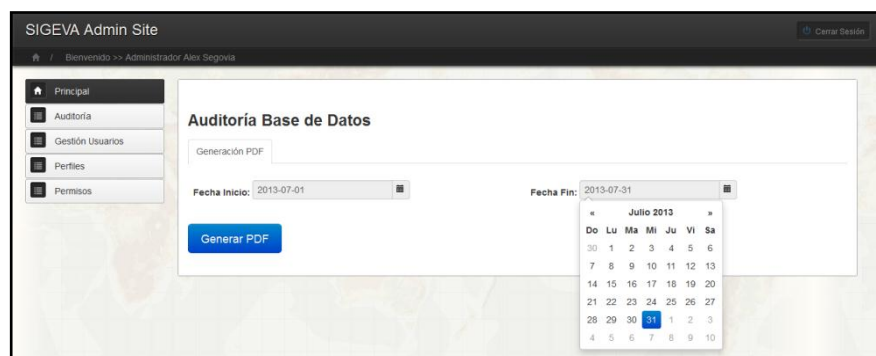 SIGEVA Admin Site
Cerrar Sesión
/ Bienvenido >> Administrador Alex Segovia
Principal
Auditoría
Gestión Usuarios
Perfiles
Permisos
Auditoría Base de Datos
Generación PDF
Fecha Inicio: 2013-07-01
Fecha Fin: 2013-07-31
Generar PDF
« Julio 2013 »
Do Lu Ma Mi Ju Vi Sa
30 1 2 3 4 5 6
7 8 9 10 11 12 13
14 15 16 17 18 19 20
21 22 23 24 25 26 27
28 29 30 31 1 2 3
4 5 6 7 8 9 10